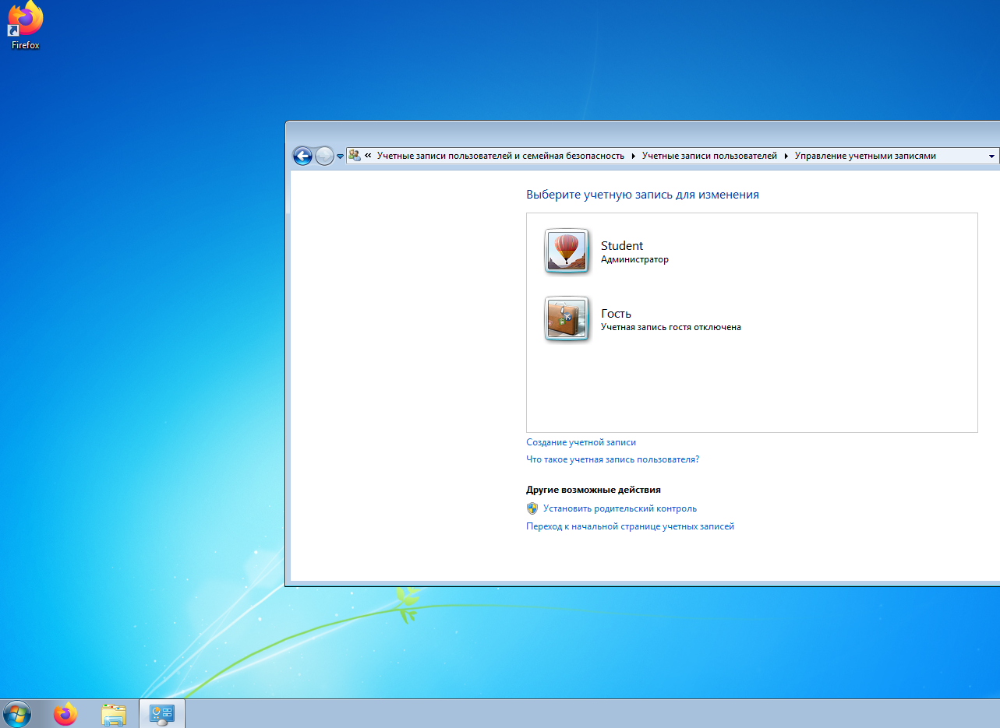 Firefox
« Учетные записи пользователей и семейная безопасность Учетные записи пользователей Управление учетными записями
Выберите учетную запись для изменения
Student
Администратор
Гость
Учетная запись гостя отключена
Создание учетной записи
Что такое учетная запись пользователя?
Другие возможные действия
Установить родительский контроль
Переход к начальной странице учетных записей